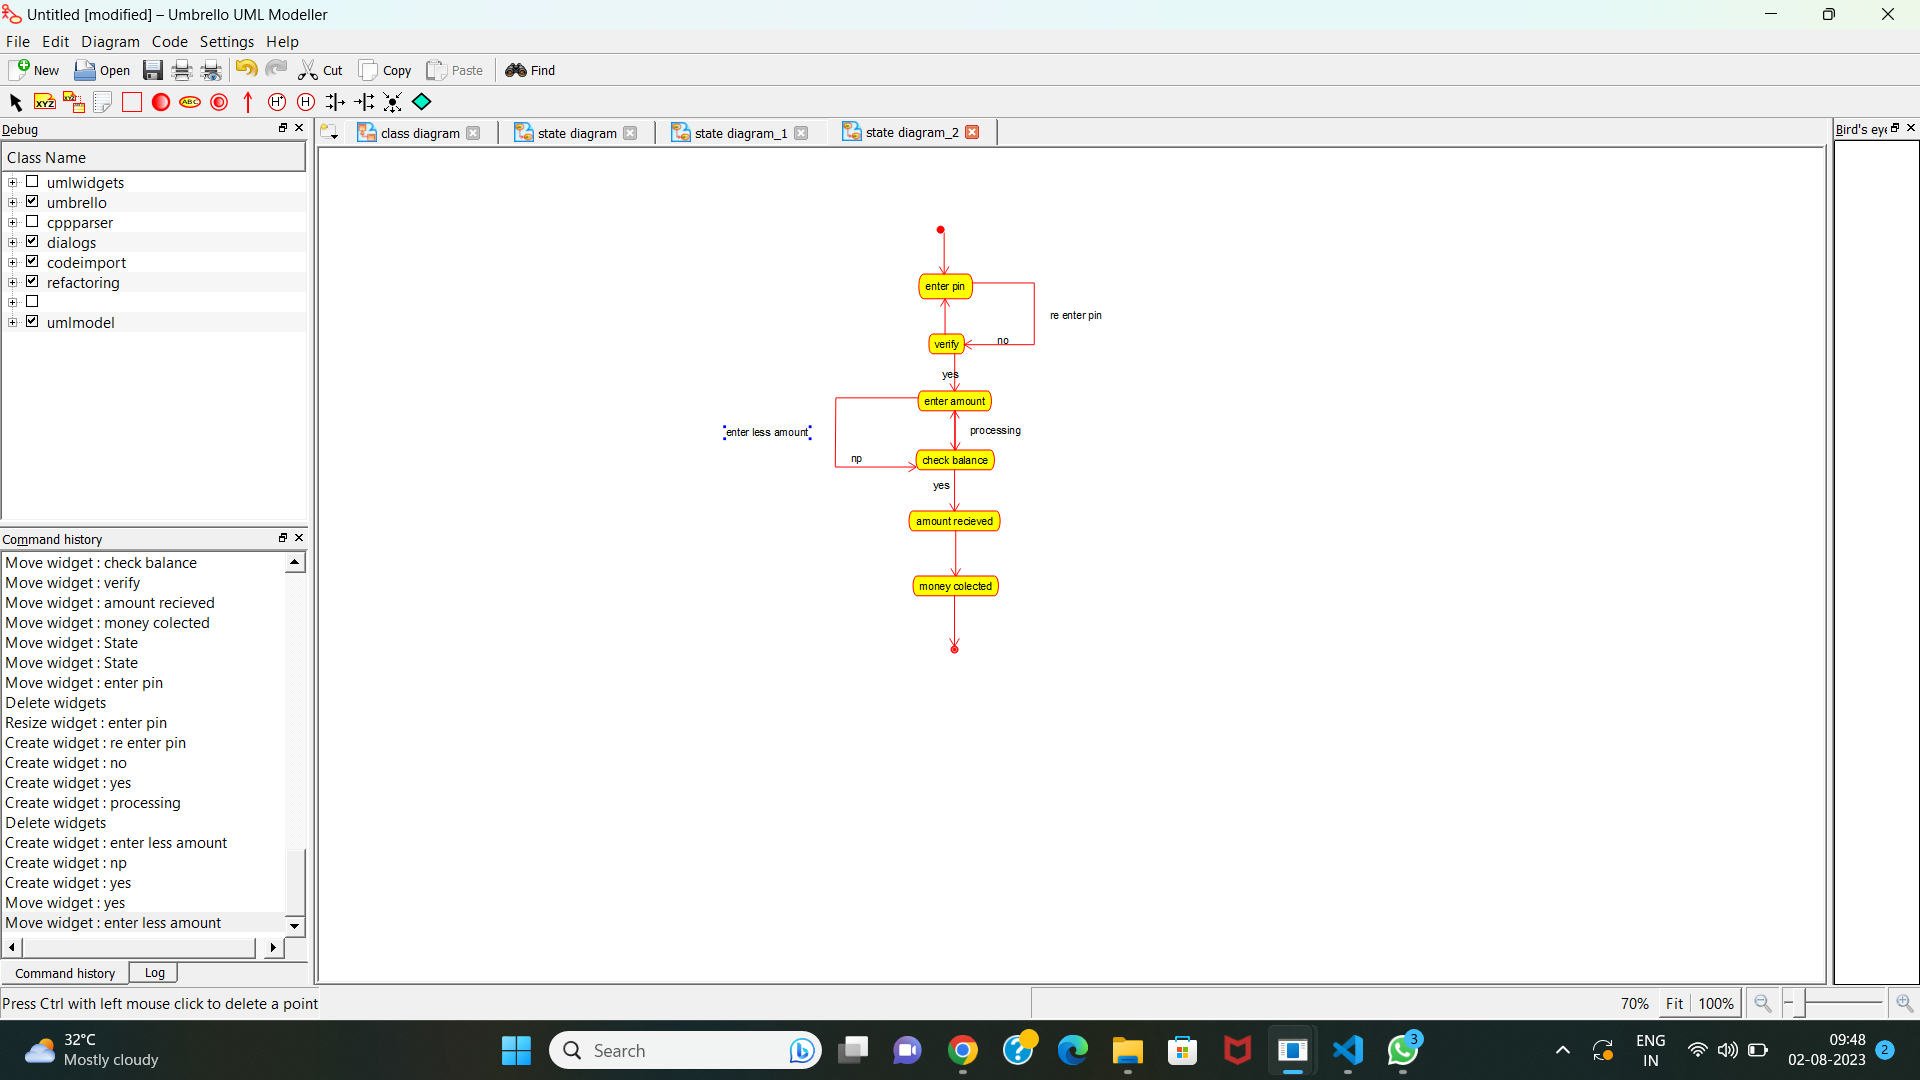 Untitled [modified] – Umbrello UML Modeller
File Edit Diagram Code Settings Help
New Open Cut Copy Paste Find
XYZ XYZ ABC H* H
Debug
Class Name
umlwidgets
umbrello
cppparser
dialogs
codeimport
refactoring
umlmodel
Command history
Move widget : check balance
Move widget : verify
Move widget : amount recieved
Move widget : money colected
Move widget : State
Move widget : State
Move widget : enter pin
Delete widgets
Resize widget : enter pin
Create widget : re enter pin
Create widget : no
Create widget : yes
Create widget : processing
Delete widgets
Create widget : enter less amount
Create widget : np
Create widget : yes
Move widget : yes
Move widget : enter less amount
Command history Log
class diagram state diagram state diagram_1 state diagram_2
enter pin
re enter pin
verify
no
yes
enter amount
processing
enter less amount
np
check balance
yes
amount recieved
money colected
Bird's eye
Press Ctrl with left mouse click to delete a point
70% Fit 100%
32°C
Mostly cloudy
Search
3
ENG
IN
09:48
02-08-2023
2